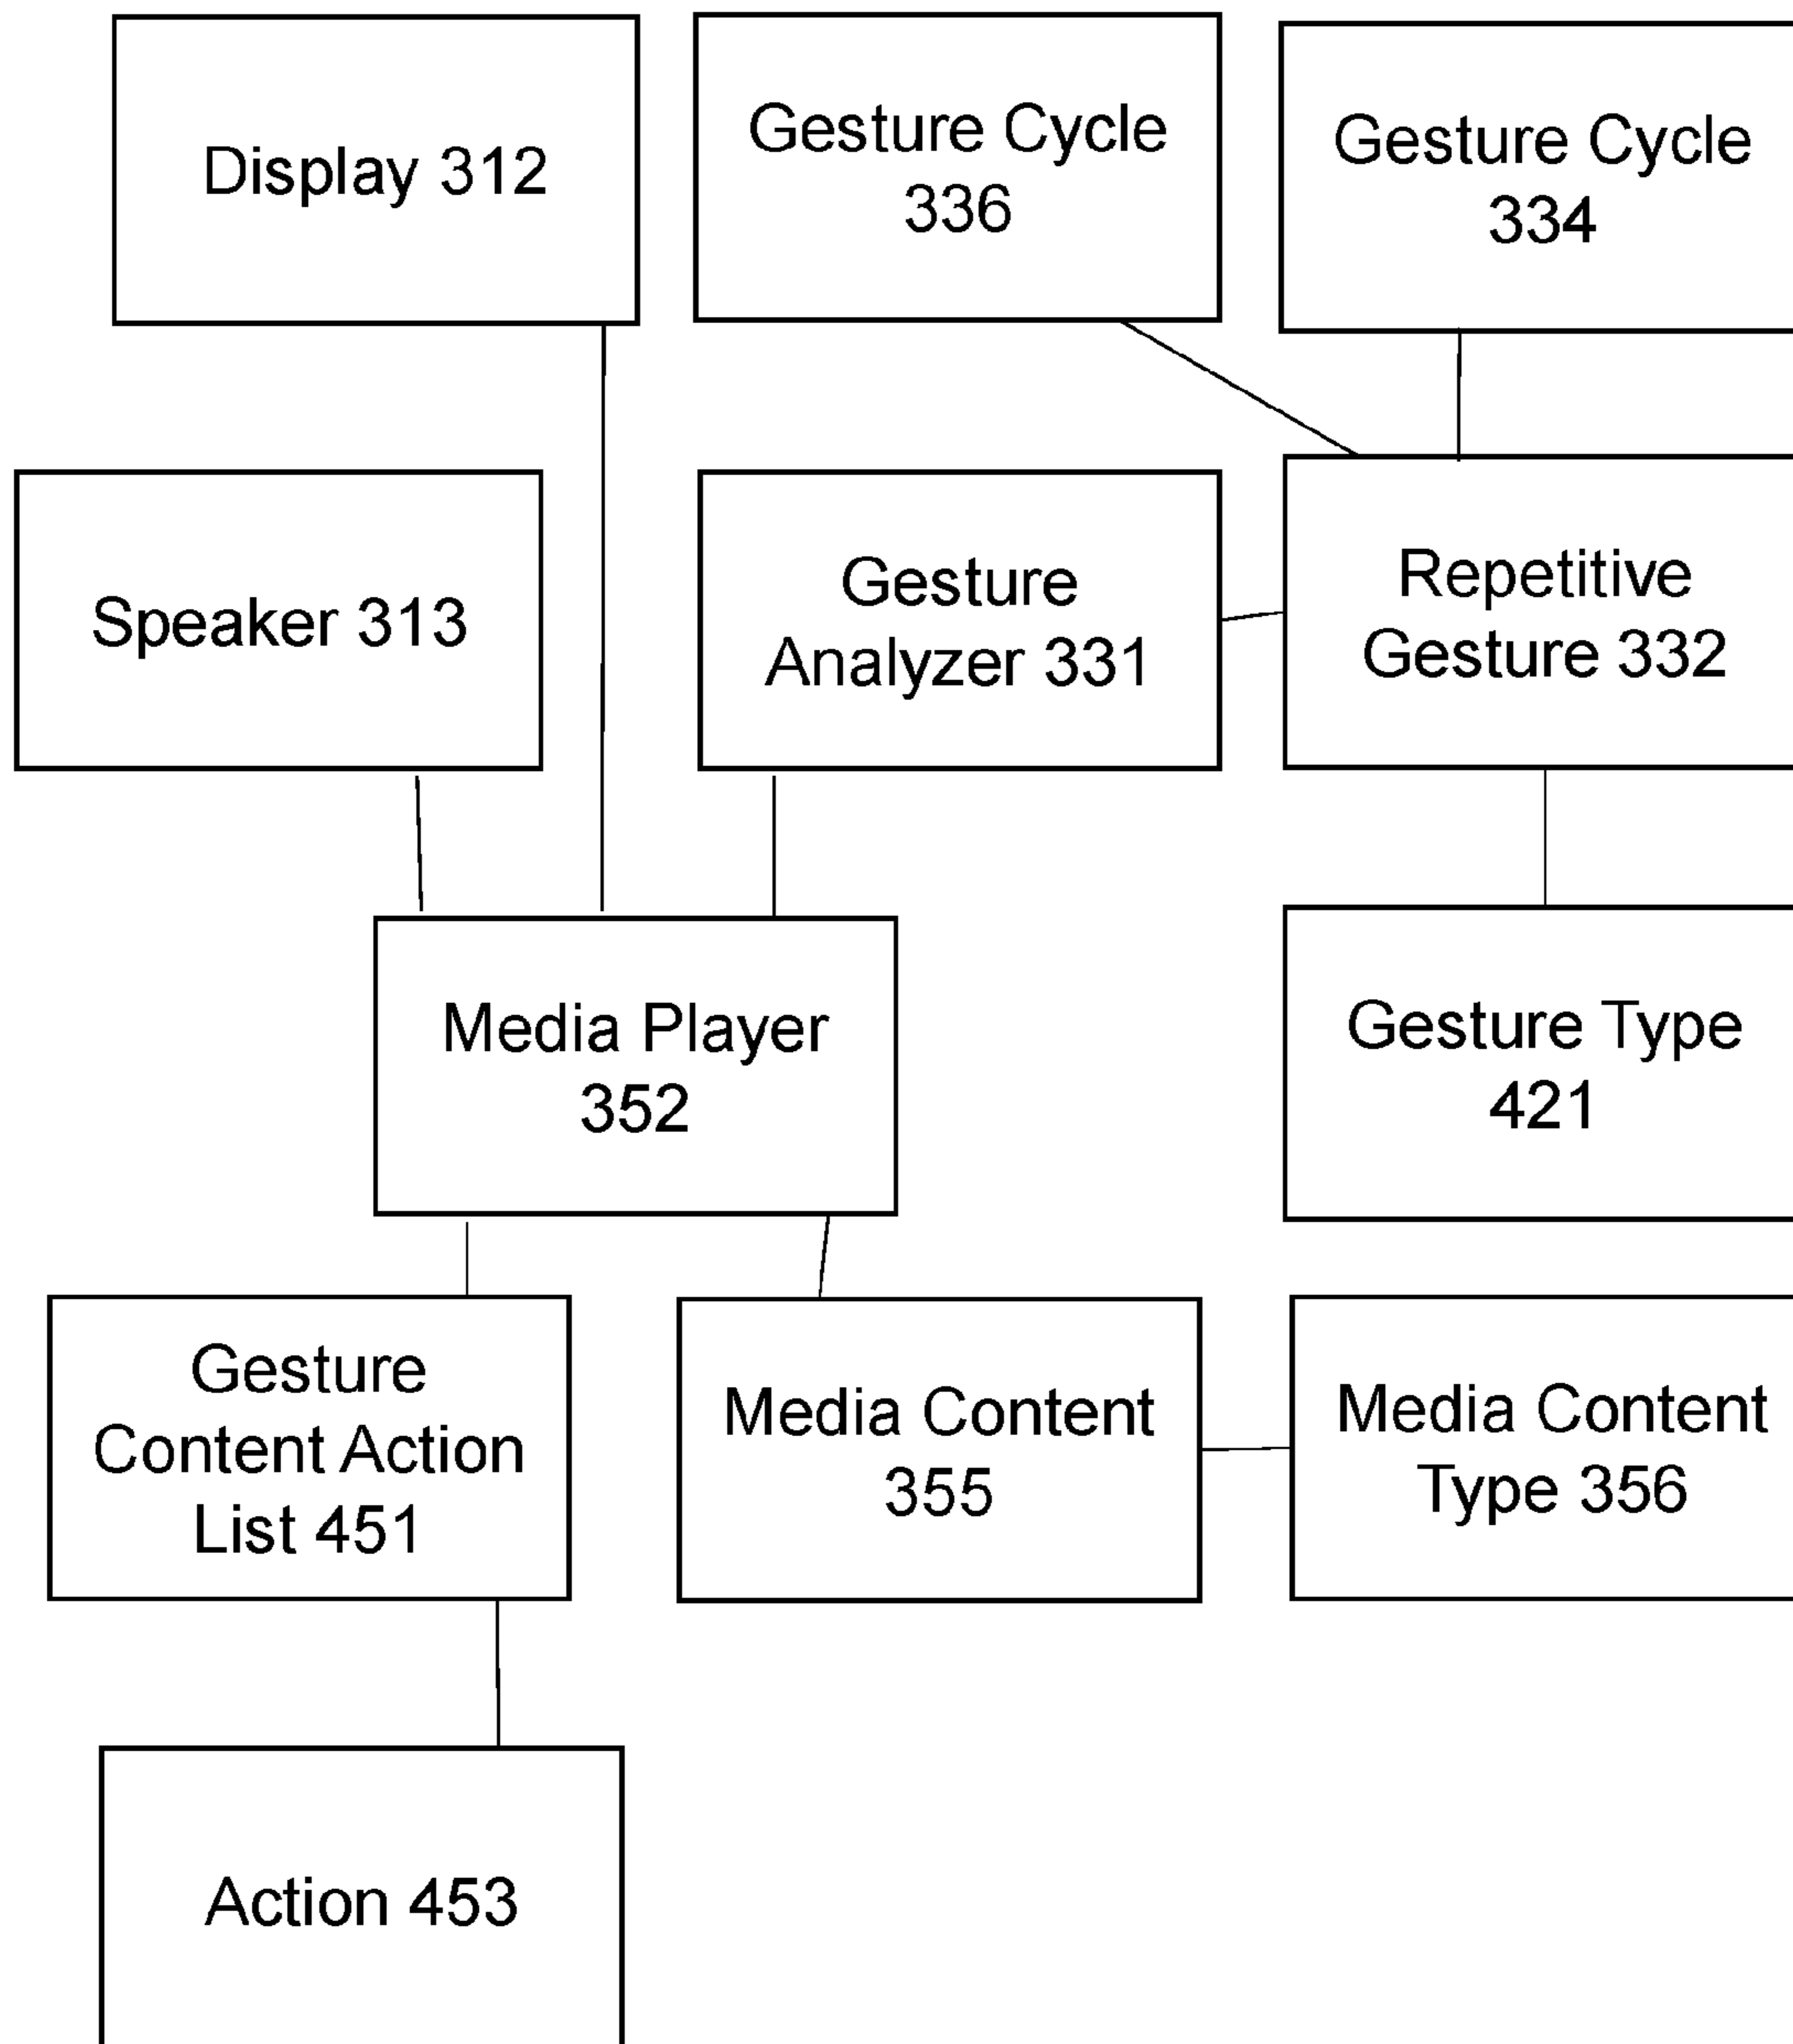 Display 312
Gesture Cycle
336
Gesture Cycle
334
Speaker 313
Gesture
Analyzer 331
Repetitive
Gesture 332
Media Player
352
Gesture Type
421
Gesture
Content Action
List 451
Media Content
355
Media Content
Type 356
Action 453